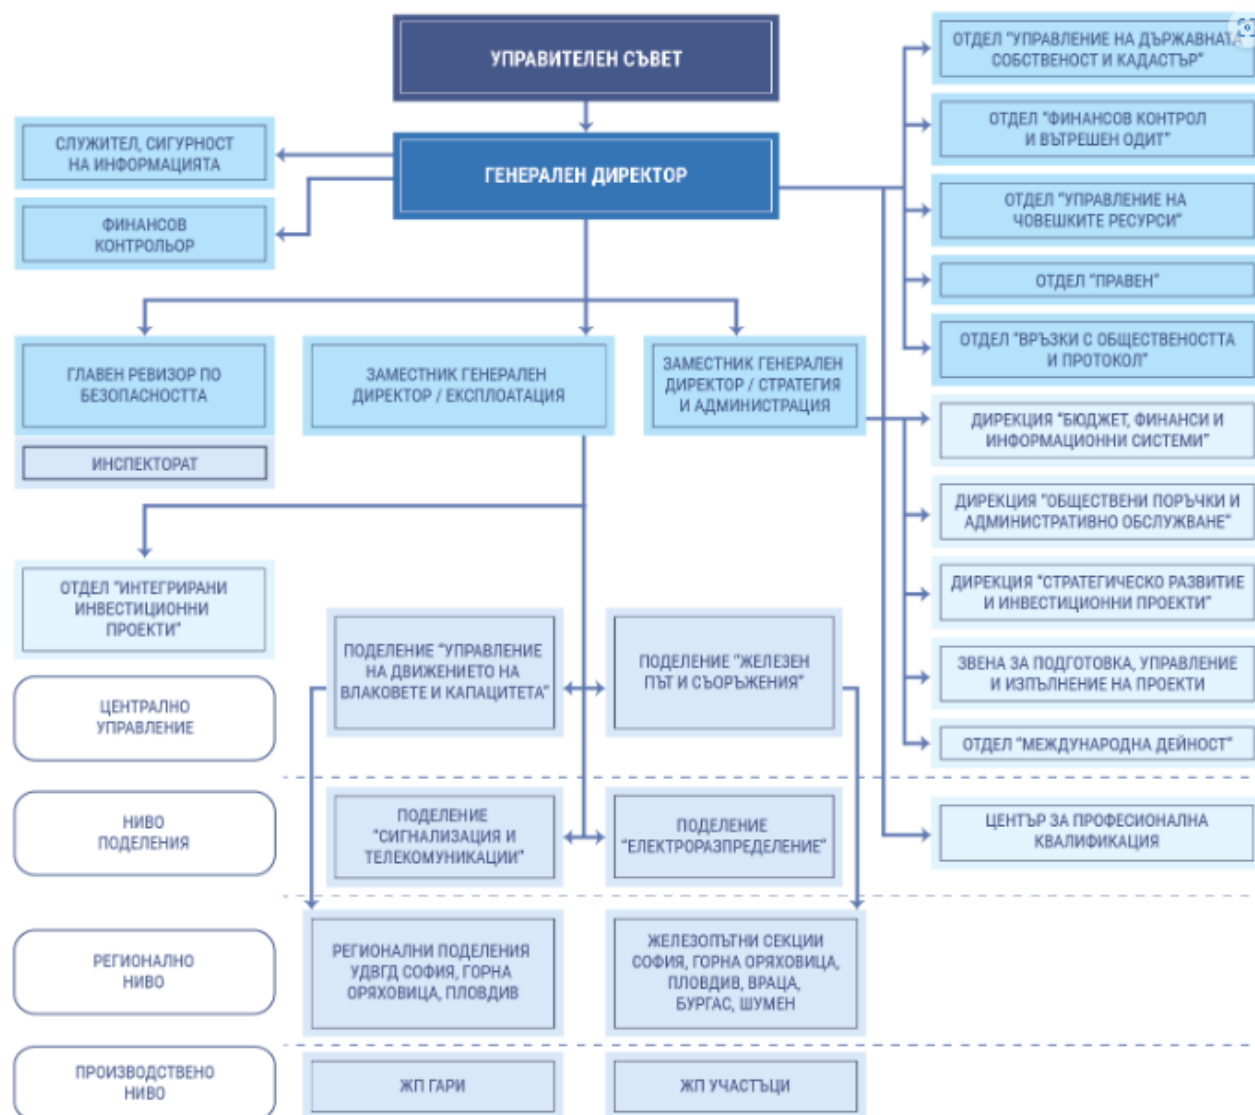 УПРАВИТЕЛЕН СЪВЕТ
ГЕНЕРАЛЕН ДИРЕКТОР
СЛУЖИТЕЛ, СИГУРНОСТ
НА ИНФОРМАЦИЯТА
ФИНАНСОВ
КОНТРОЛЬОР
ОТДЕЛ "УПРАВЛЕНИЕ НА ДЪРЖАВНАТА
СОБСТВЕНОСТ И КАДАСТЪР"
ОТДЕЛ "ФИНАНСОВ КОНТРОЛ
И ВЪТРЕШЕН ОДИТ"
ОТДЕЛ "УПРАВЛЕНИЕ НА
ЧОВЕШКИТЕ РЕСУРСИ"
ОТДЕЛ "ПРАВЕН"
ОТДЕЛ "ВРЪЗКИ С ОБЩЕСТВЕНОСТТА
И ПРОТОКОЛ"
ГЛАВЕН РЕВИЗОР ПО
БЕЗОПАСНОСТТА
ИНСПЕКТОРАТ
ЗАМЕСТНИК ГЕНЕРАЛЕН
ДИРЕКТОР / ЕКСПЛОАТАЦИЯ
ЗАМЕСТНИК ГЕНЕРАЛЕН
ДИРЕКТОР / СТРАТЕГИЯ
И АДМИНИСТРАЦИЯ
ДИРЕКЦИЯ "БЮДЖЕТ, ФИНАНСИ И
ИНФОРМАЦИОННИ СИСТЕМИ"
ДИРЕКЦИЯ "ОБЩЕСТВЕНИ ПОРЪЧКИ И
АДМИНИСТРАТИВНО ОБСЛУЖВАНЕ"
ДИРЕКЦИЯ "СТРАТЕГИЧЕСКО РАЗВИТИЕ
И ИНВЕСТИЦИОННИ ПРОЕКТИ"
ЗВЕНА ЗА ПОДГОТОВКА, УПРАВЛЕНИЕ
И ИЗПЪЛНЕНИЕ НА ПРОЕКТИ
ОТДЕЛ "МЕЖДУНАРОДНА ДЕЙНОСТ"
ОТДЕЛ "ИНТЕГРИРАНИ
ИНВЕСТИЦИОННИ
ПРОЕКТИ"
ЦЕНТРАЛНО
УПРАВЛЕНИЕ
ПОДЕЛЕНИЕ "УПРАВЛЕНИЕ
НА ДВИЖЕНИЕТО НА
ВЛАКОВЕТЕ И КАПАЦИТЕТА"
ПОДЕЛЕНИЕ "ЖЕЛЕЗЕН
ПЪТ И СЪОРЪЖЕНИЯ"
НИВО
ПОДЕЛЕНИЯ
ПОДЕЛЕНИЕ
"СИГНАЛИЗАЦИЯ И
ТЕЛЕКОМУНИКАЦИИ"
ПОДЕЛЕНИЕ
"ЕЛЕКТРОРАЗПРЕДЕЛЕНИЕ"
ЦЕНТЪР ЗА ПРОФЕСИОНАЛНА
КВАЛИФИКАЦИЯ
РЕГИОНАЛНО
НИВО
РЕГИОНАЛНИ ПОДЕЛЕНИЯ
УДВГД СОФИЯ, ГОРНА
ОРЯХОВИЦА, ПЛОВДИВ
ЖЕЛЕЗОПЪТНИ СЕКЦИИ
СОФИЯ, ГОРНА ОРЯХОВИЦА,
ПЛОВДИВ, ВРАЦА,
БУРГАС, ШУМЕН
ПРОИЗВОДСТВЕНО
НИВО
ЖП ГАРИ
ЖП УЧАСТЪЦИ